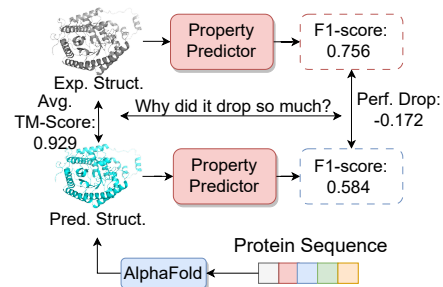 Property
Predictor
F1-score:
0.756
Exp. Struct.
Avg.
TM-Score:
0.929
Why did it drop so much?
Perf. Drop:
-0.172
Property
Predictor
F1-score:
0.584
Pred. Struct.
Protein Sequence
AlphaFold